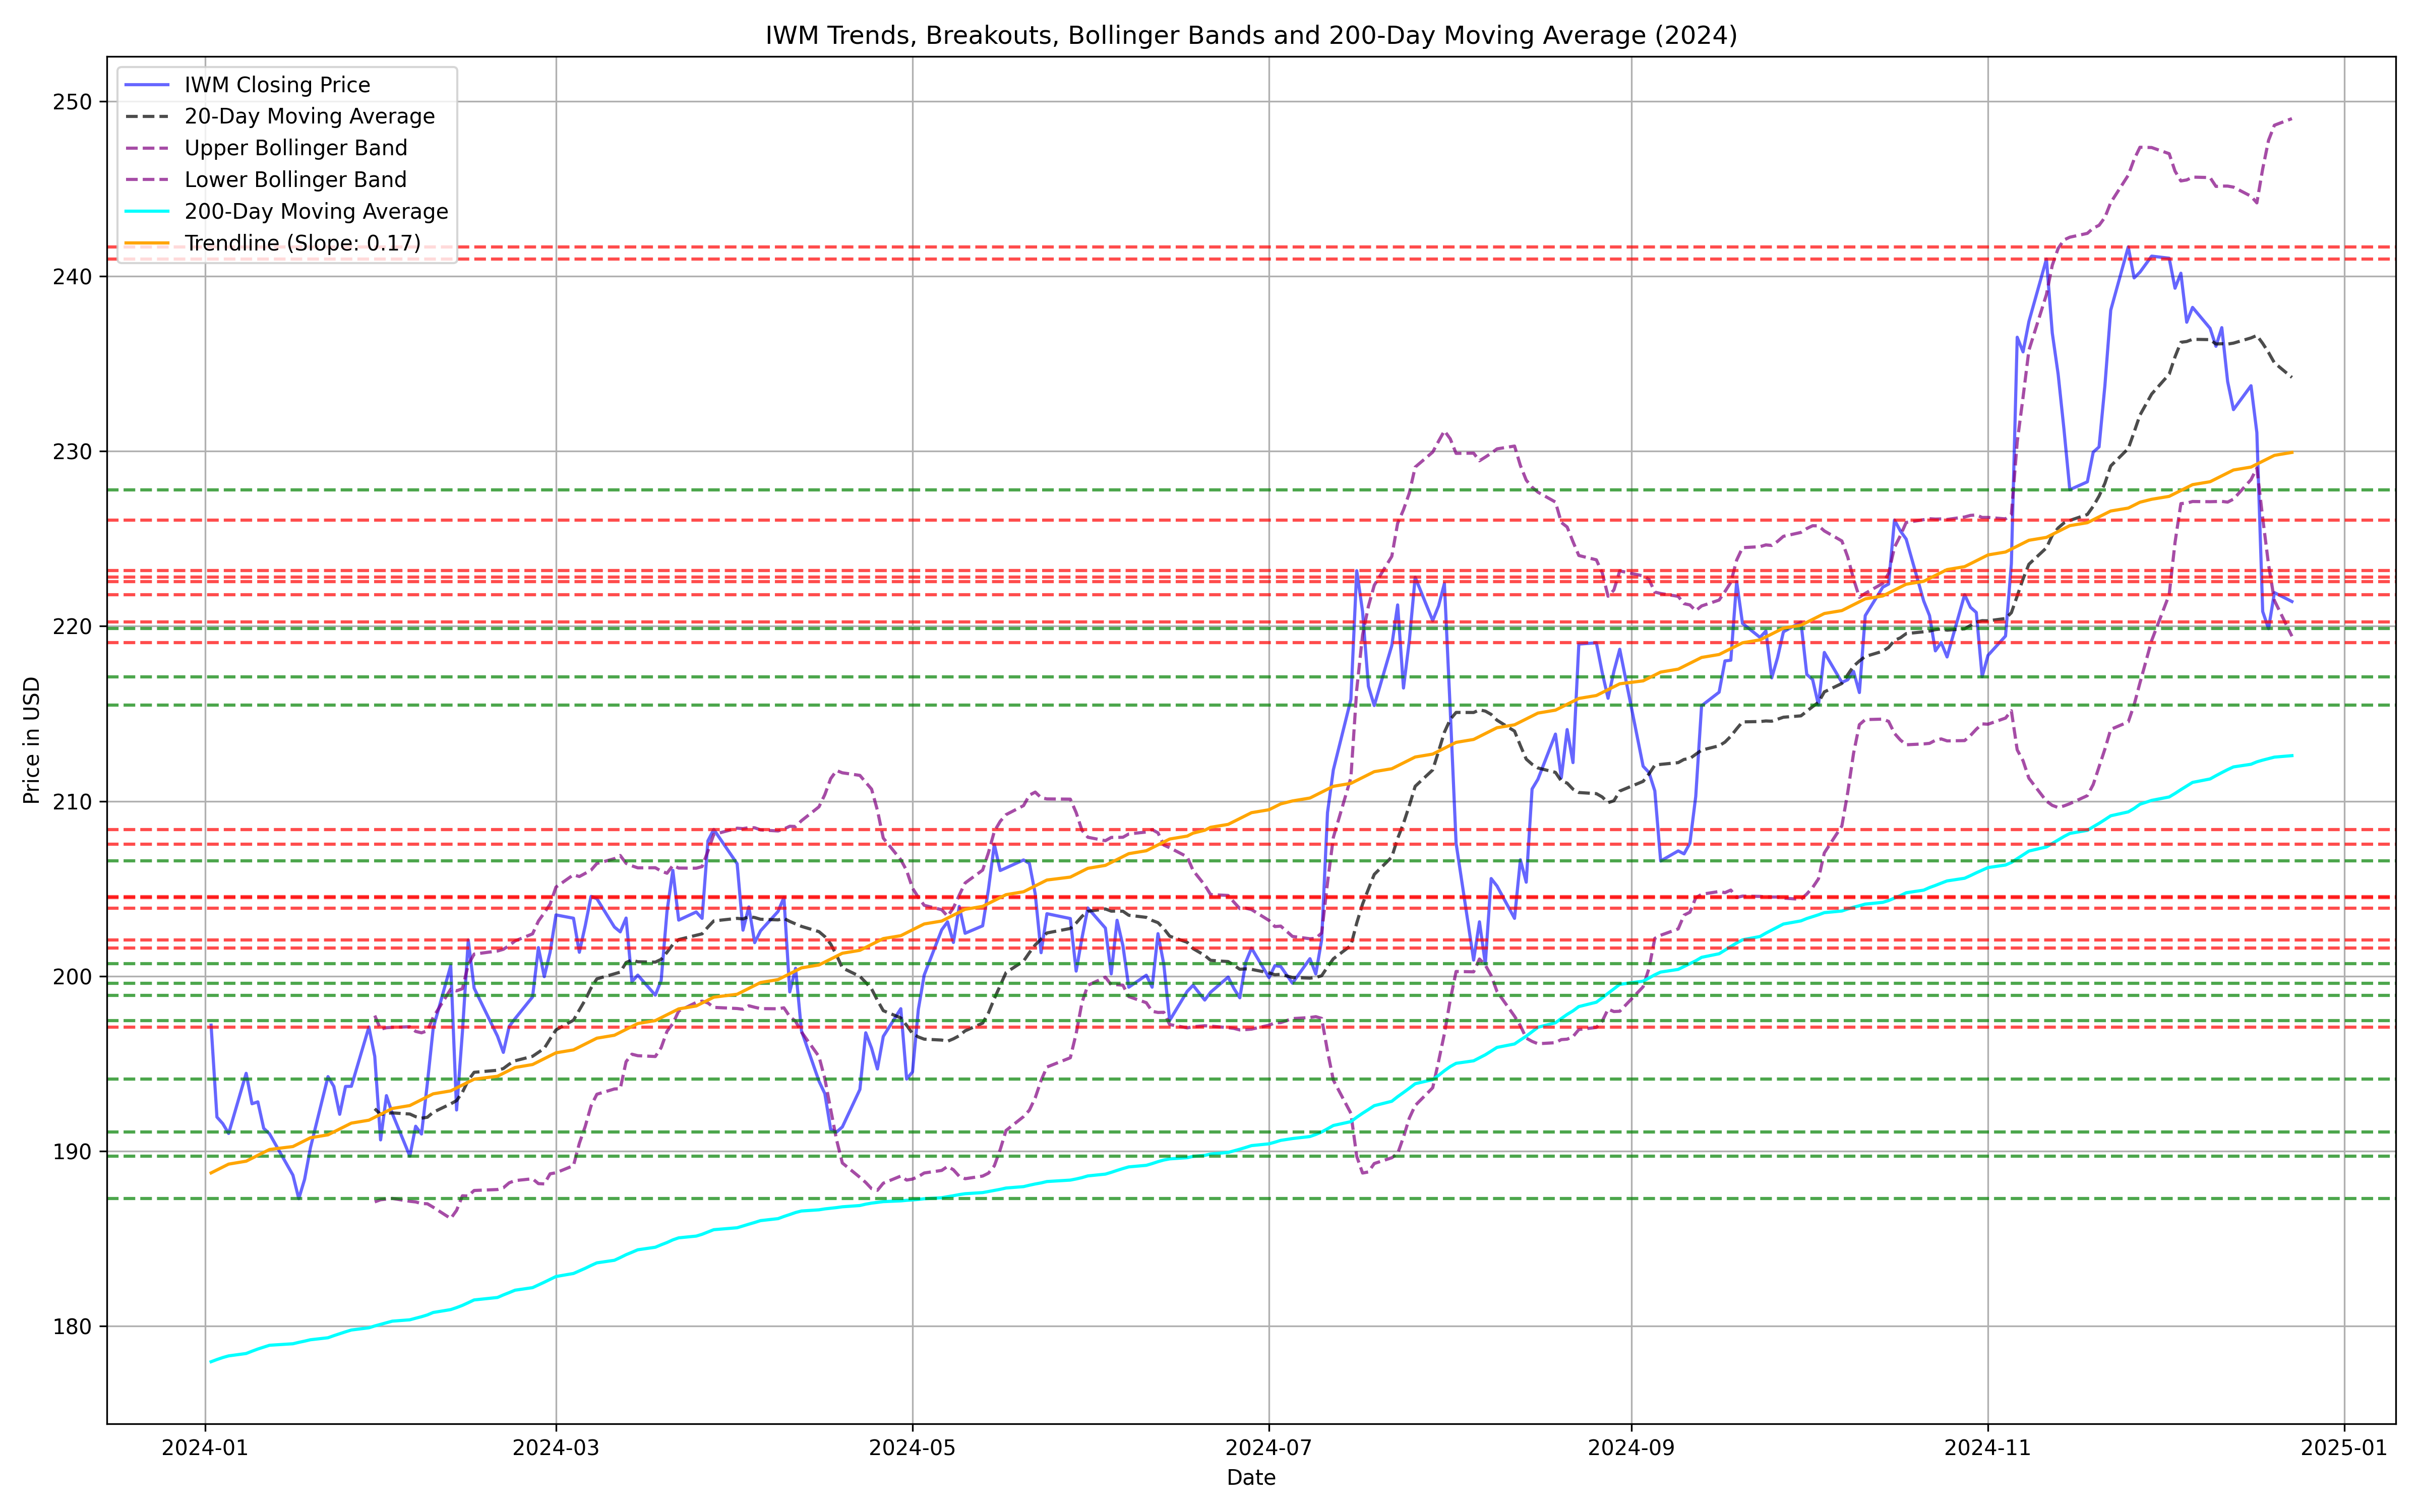 IWM Trends, Breakouts, Bollinger Bands and 200-Day Moving Average (2024)
IWM Closing Price
20-Day Moving Average
Upper Bollinger Band
Lower Bollinger Band
200-Day Moving Average
Trendline (Slope: 0.17)
250
240
230
220
210
200
190
180
Price in USD
2024-01
2024-03
2024-05
2024-07
2024-09
2024-11
2025-01
Date